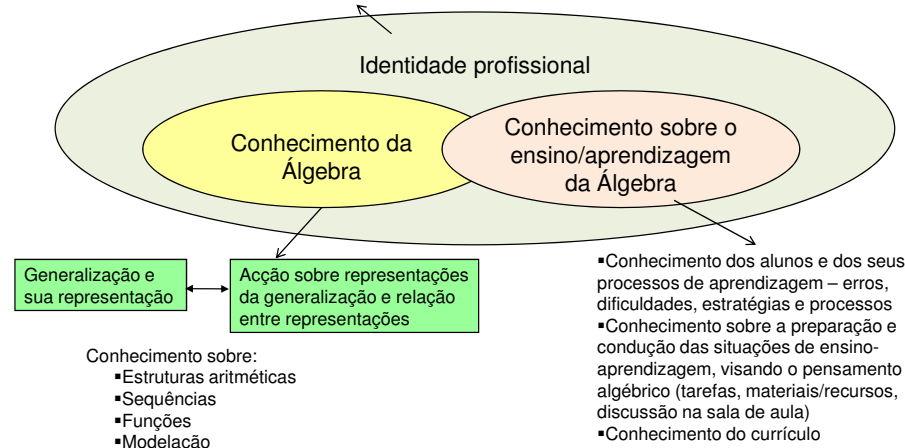 Identidade profissional
Conhecimento da
Álgebra
Conhecimento sobre o
ensino/aprendizagem
da Álgebra
Generalização e
sua representação
Acção sobre representações
da generalização e relação
entre representações
Conhecimento sobre:
▪Estruturas aritméticas
▪Sequências
▪Funções
▪Modelação
▪Conhecimento dos alunos e dos seus
processos de aprendizagem – erros,
dificuldades, estratégias e processos
▪Conhecimento sobre a preparação e
condução das situações de ensino-
aprendizagem, visando o pensamento
algébrico (tarefas, materiais/recursos,
discussão na sala de aula)
▪Conhecimento do currículo